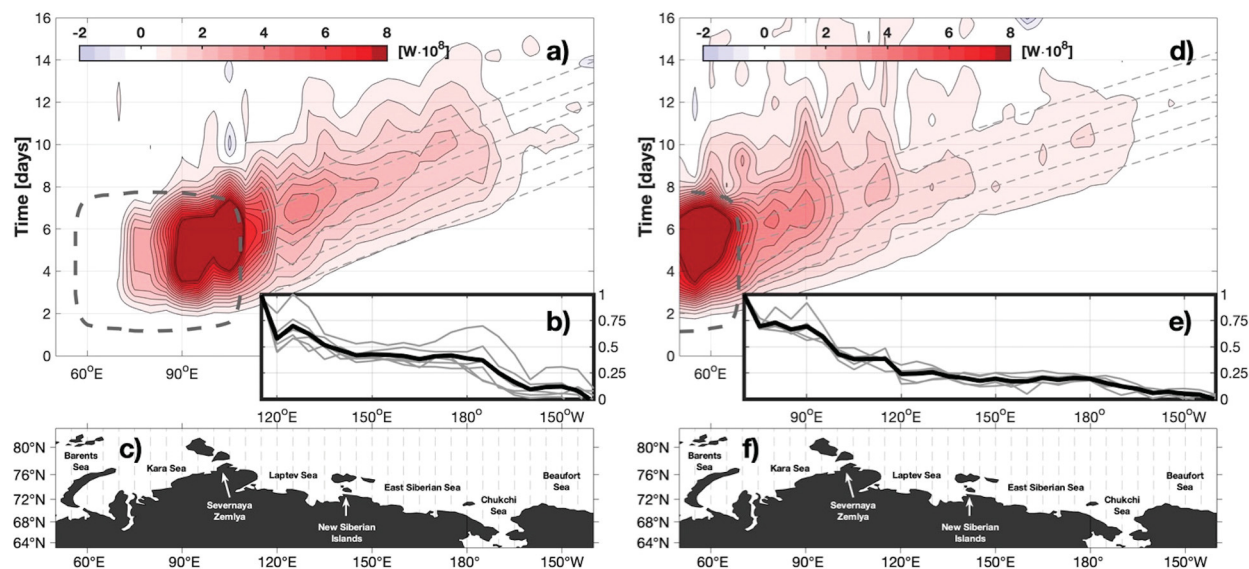 16
14
12
10
8
6
4
2
0
Time [days]
-2 0 2 4 6 8
[W·10⁸]
a)
b)
1
0.75
0.5
0.25
0
60°E 90°E 120°E 150°E 180° 150°W
c)
80°N
76°N
72°N
68°N
64°N
Barents
Sea
Kara Sea
Severnaya
Zemlya
Laptev Sea
New Siberian
Islands
East Siberian Sea
Chukchi
Sea
Beaufort
Sea
60°E 90°E 120°E 150°E 180° 150°W
16
14
12
10
8
6
4
2
0
Time [days]
-2 0 2 4 6 8
[W·10⁸]
d)
e)
1
0.75
0.5
0.25
0
60°E 90°E 120°E 150°E 180° 150°W
f)
80°N
76°N
72°N
68°N
64°N
Barents
Sea
Kara Sea
Severnaya
Zemlya
Laptev Sea
New Siberian
Islands
East Siberian Sea
Chukchi
Sea
Beaufort
Sea
60°E 90°E 120°E 150°E 180° 150°W